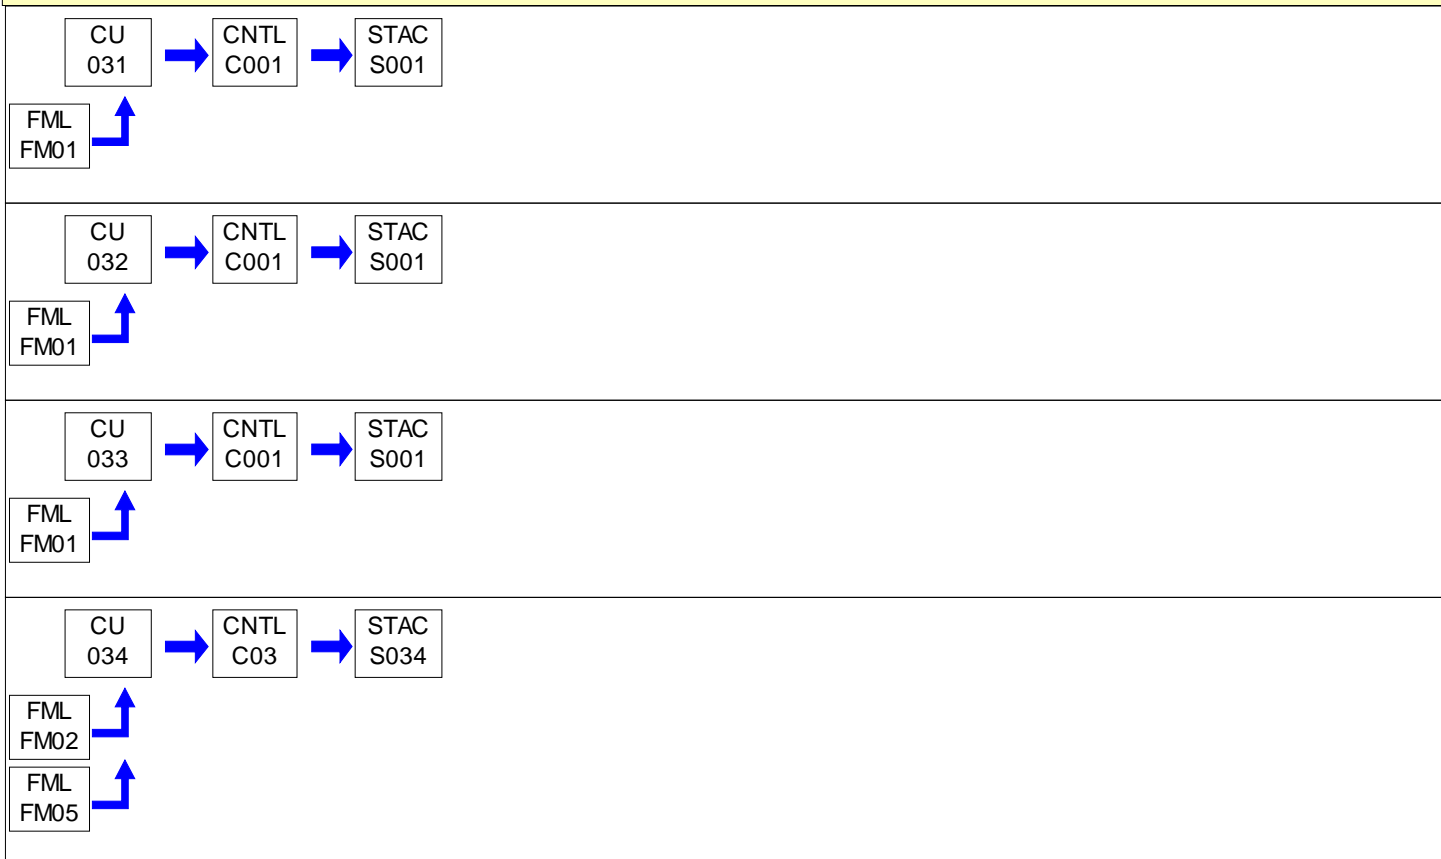 CU
031
CNTL
C001
STAC
S001
FML
FM01
CU
032
CNTL
C001
STAC
S001
FML
FM01
CU
033
CNTL
C001
STAC
S001
FML
FM01
CU
034
CNTL
C03
STAC
S034
FML
FM02
FML
FM05